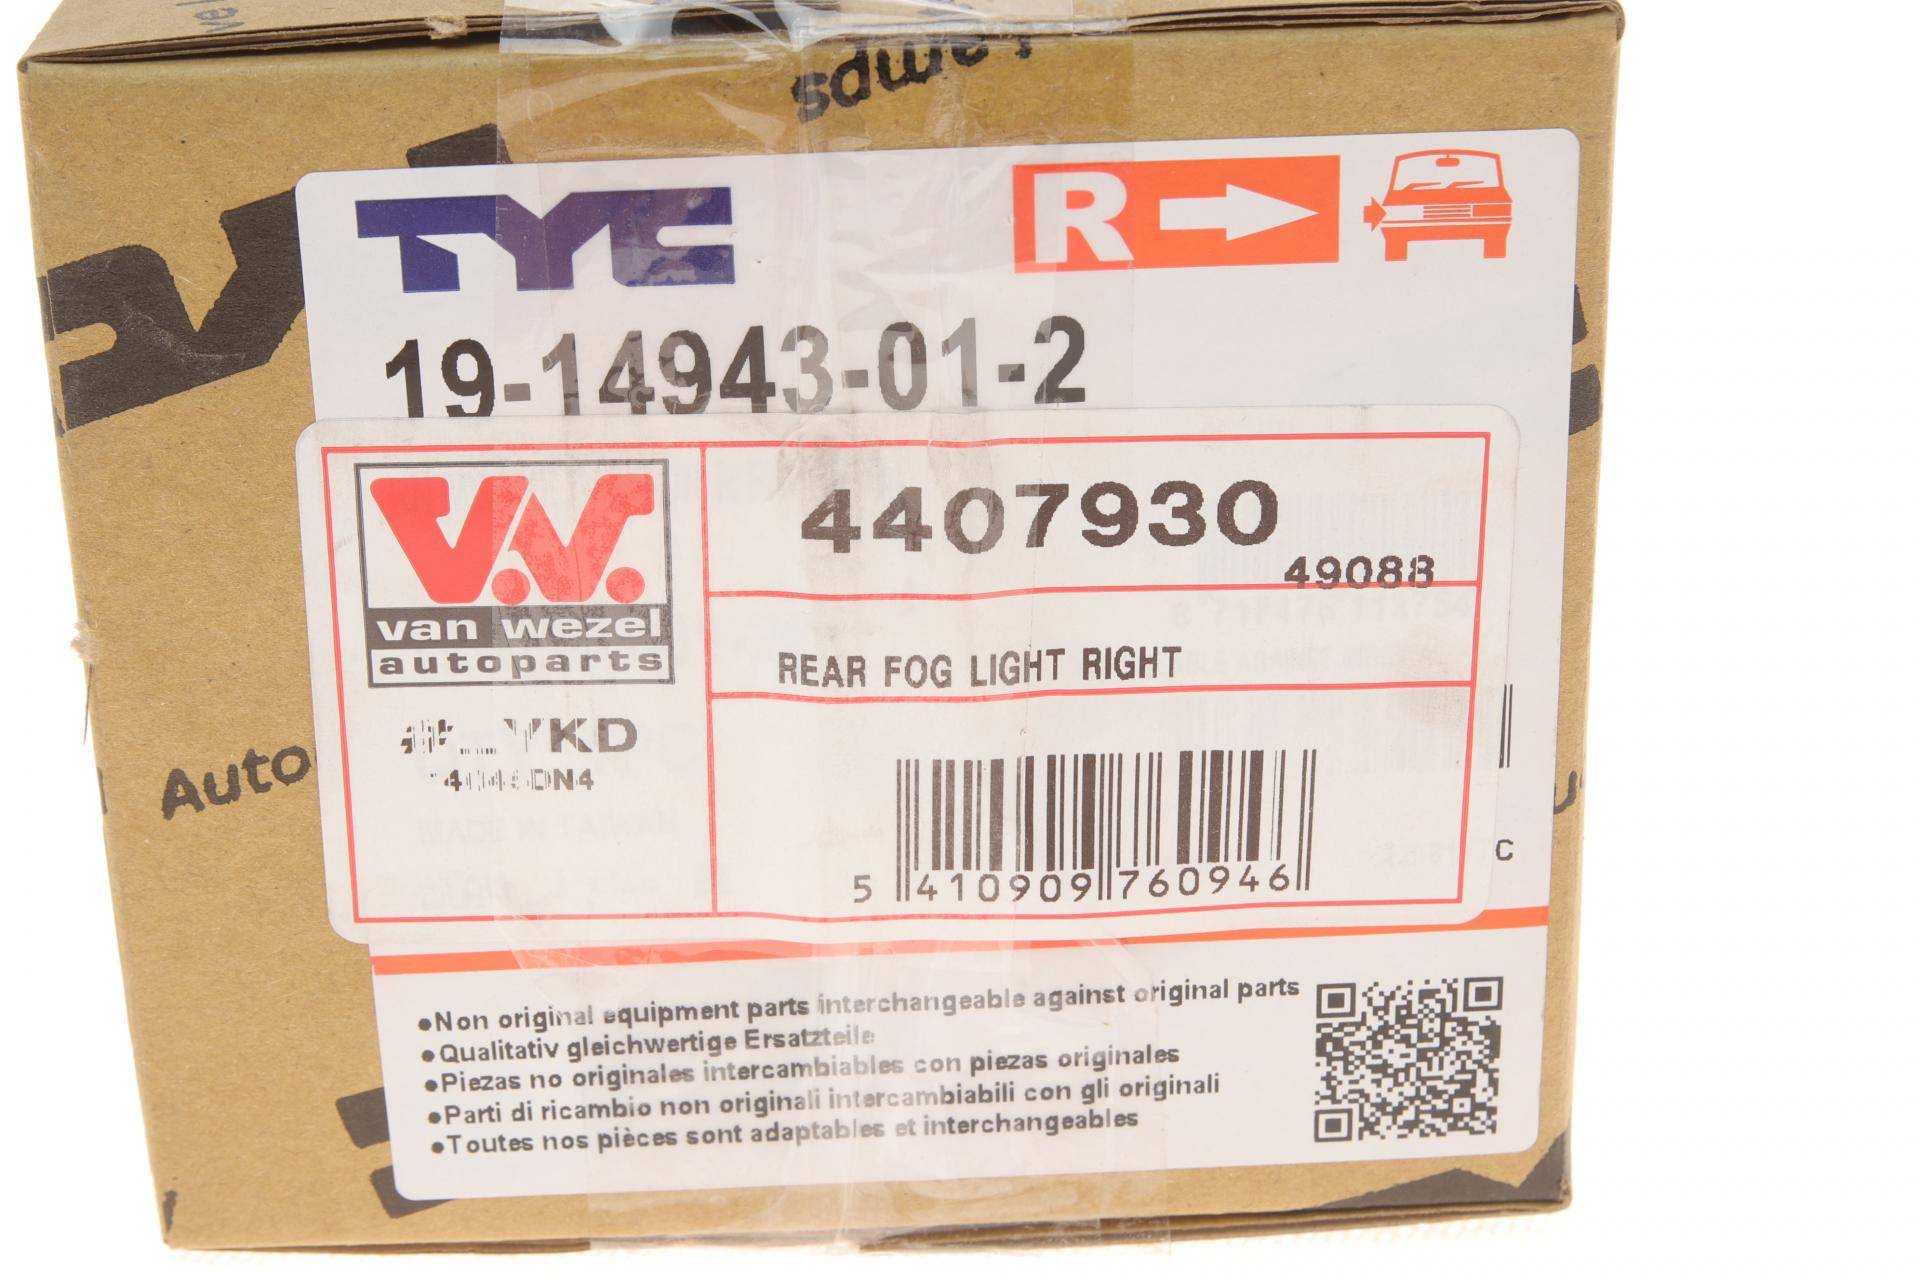 TYC
R
19-14943-01-2
V.W.
van wezel
autoparts
4407930
49088
REAR FOG LIGHT RIGHT
5 410909 760946
C
Auto
●Non original equipment parts interchangeable against original parts
●Qualitativ gleichwertige Ersatzteile
●Piezas no originales intercambiables con piezas originales
●Parti di ricambio non originali intercambiabili con gli originali
●Toutes nos pièces sont adaptables et interchangeables